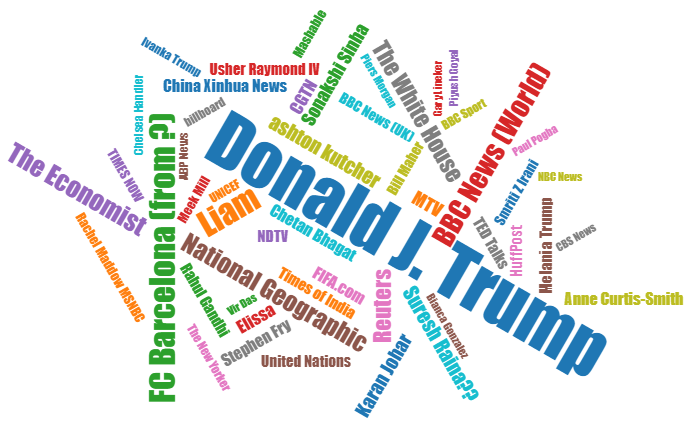 Mashable
Sonakshi Sinha
Ivanka Trump
Usher Raymond IV
China Xinhua News
CGTN
Piers Morgan
The White House
Gary Lineker
Piyush Goyal
BBC News (World)
Chelsea Handler
billboard
BBC News (UK)
BBC Sport
ashton kutcher
Bill Maher
Paul Pogba
The Economist
TIMES NOW
FC Barcelona (from 🏠)
ABP News
Meek Mill
UNICEF
Liam
Donald J. Trump
MTV
Smriti Z Irani
NBC News
Chetan Bhagat
NDTV
TED Talks
HuffPost
Melania Trump
CBS News
Rachel Maddow MSNBC
National Geographic
Rahul Gandhi
Vir Das
Times of India
FIFA.com
Reuters
Suresh Raina??
Bianca Gonzalez
Anne Curtis-Smith
Elissa
Stephen Fry
The New Yorker
United Nations
Karan Johar